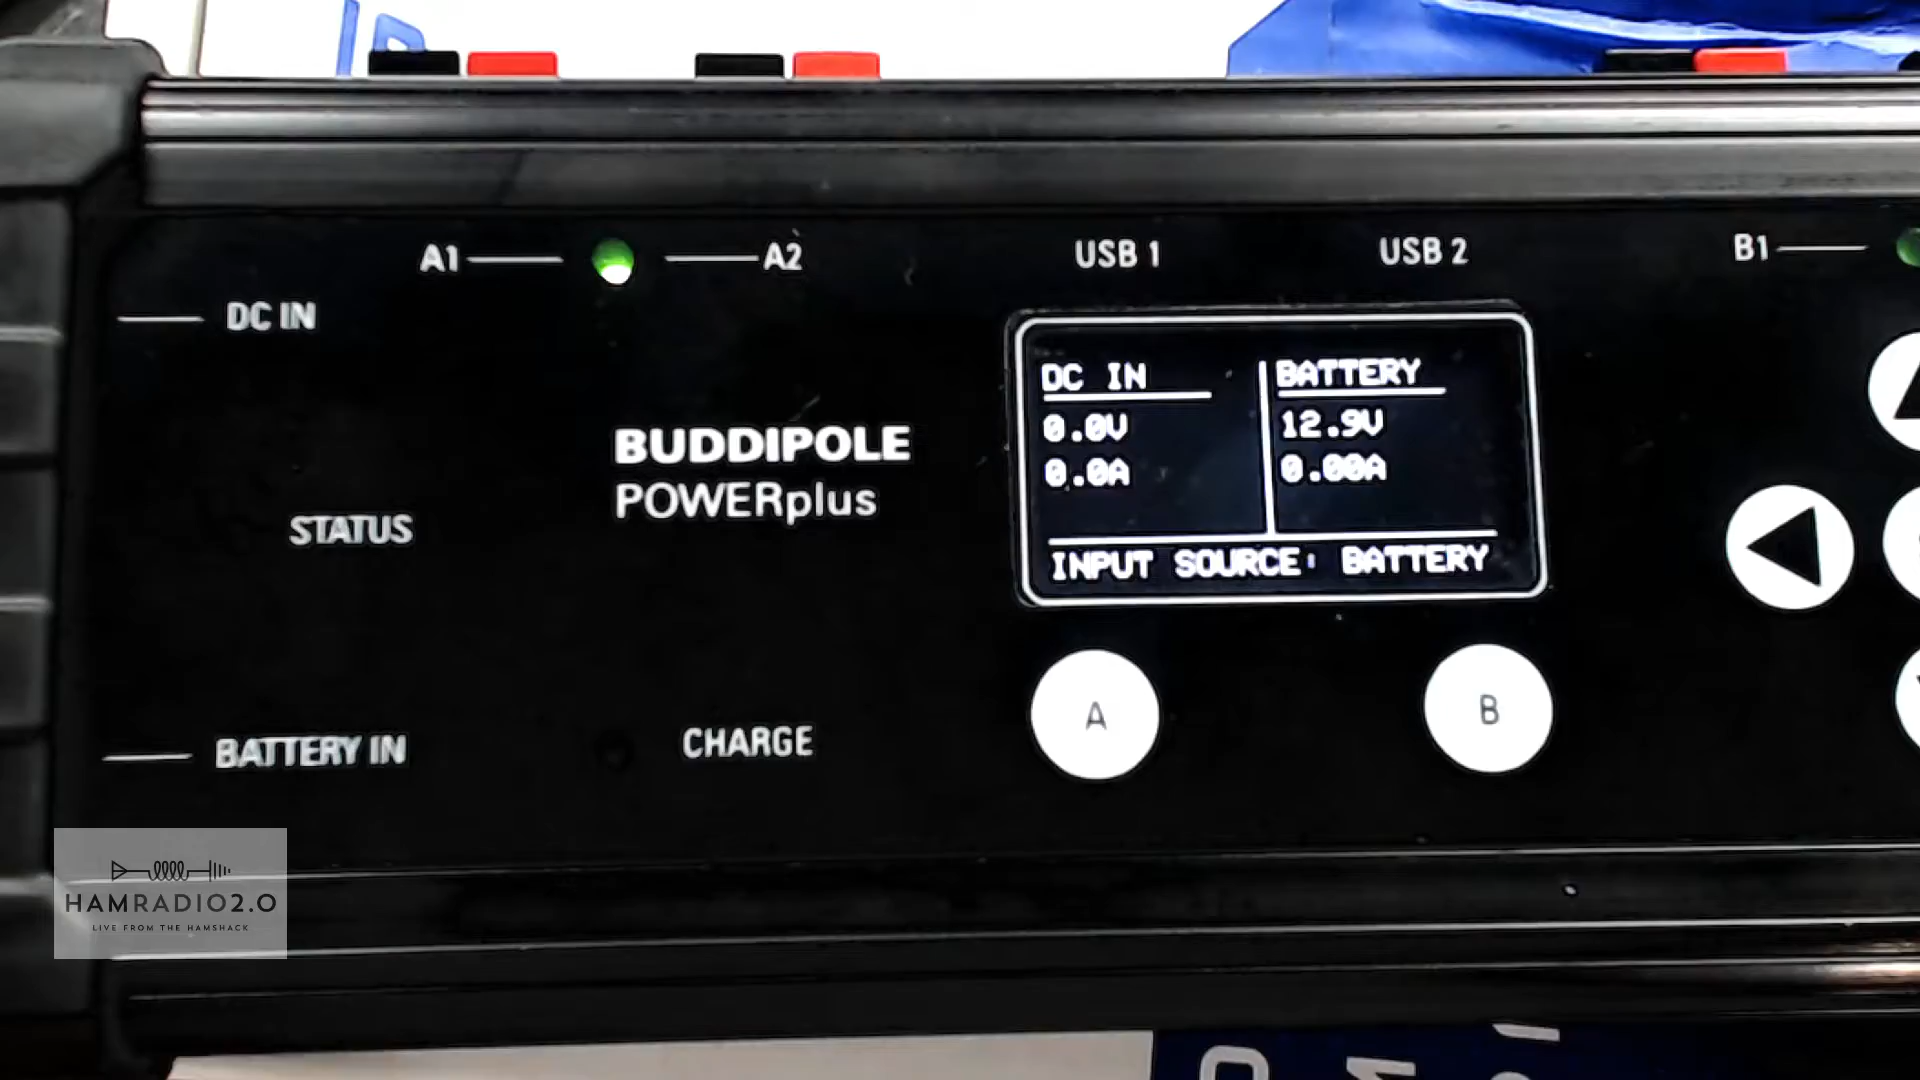 A1
A2
USB 1
USB 2
B1
DC IN
DC IN
BATTERY
0.0V
12.9V
0.0A
0.00A
INPUT SOURCE: BATTERY
BUDDIPOLE
POWERplus
STATUS
A
B
BATTERY IN
CHARGE
HAMRADIO2.0
LIVE FROM THE HAMSHACK